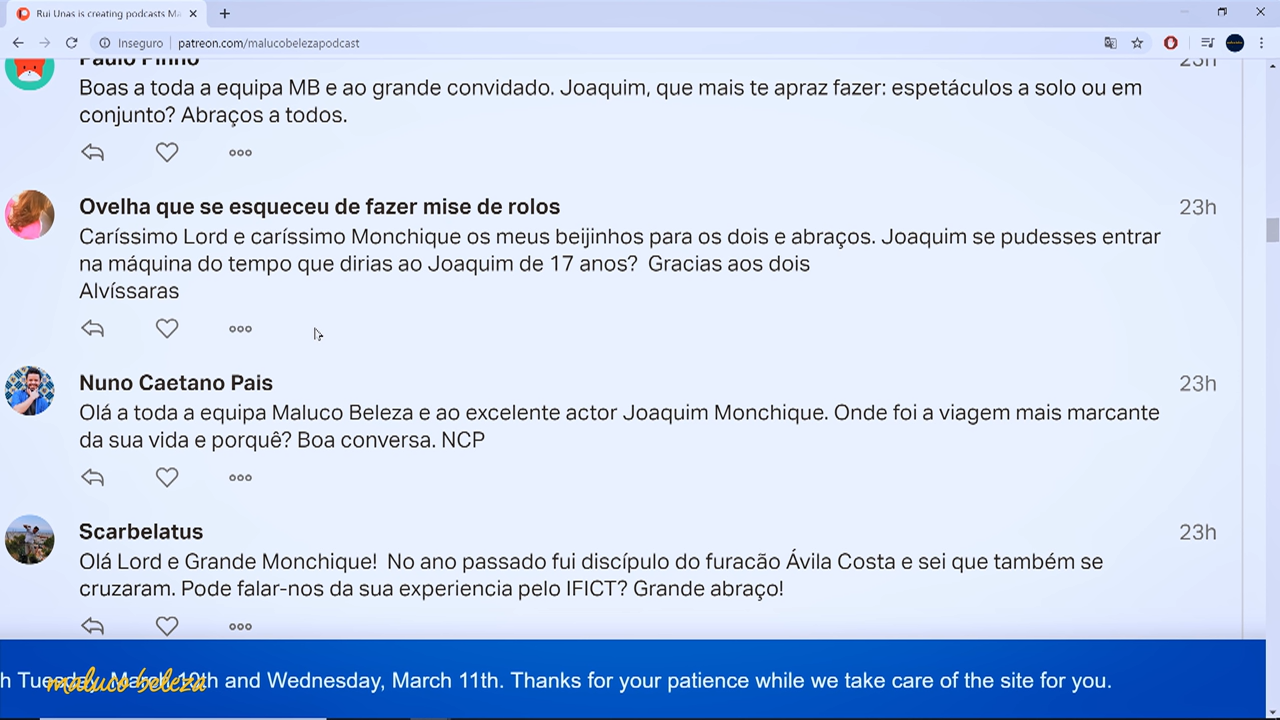 Rui Unas is creating podcasts Ma
Inseguro
patreon.com/malucobelezapodcast
Paulo Pinho
23h
Boas a toda a equipa MB e ao grande convidado. Joaquim, que mais te apraz fazer: espetáculos a solo ou em
conjunto? Abraços a todos.
Ovelha que se esqueceu de fazer mise de rolos
23h
Caríssimo Lord e caríssimo Monchique os meus beijinhos para os dois e abraços. Joaquim se pudesses entrar
na máquina do tempo que dirias ao Joaquim de 17 anos?  Gracias aos dois
Alvíssaras
Nuno Caetano Pais
23h
Olá a toda a equipa Maluco Beleza e ao excelente actor Joaquim Monchique. Onde foi a viagem mais marcante
da sua vida e porquê? Boa conversa. NCP
Scarbelatus
23h
Olá Lord e Grande Monchique!  No ano passado fui discípulo do furacão Ávila Costa e sei que também se
cruzaram. Pode falar-nos da sua experiencia pelo IFICT? Grande abraço!
h Tuesday, March 10th and Wednesday, March 11th. Thanks for your patience while we take care of the site for you.
maluco beleza